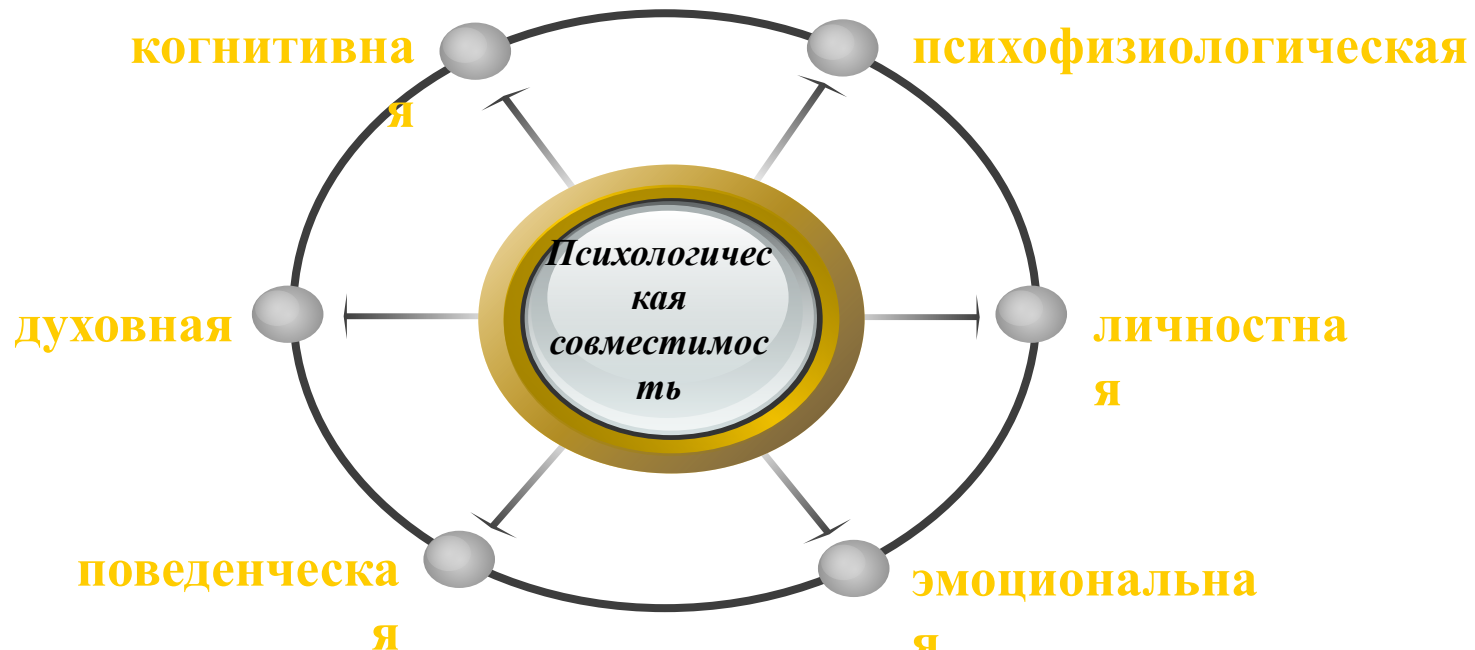 когнитивна
я
психофизиологическая
Психологичес
кая
совместимос
ть
духовная
личностна
я
поведенческа
я
эмоциональна
я